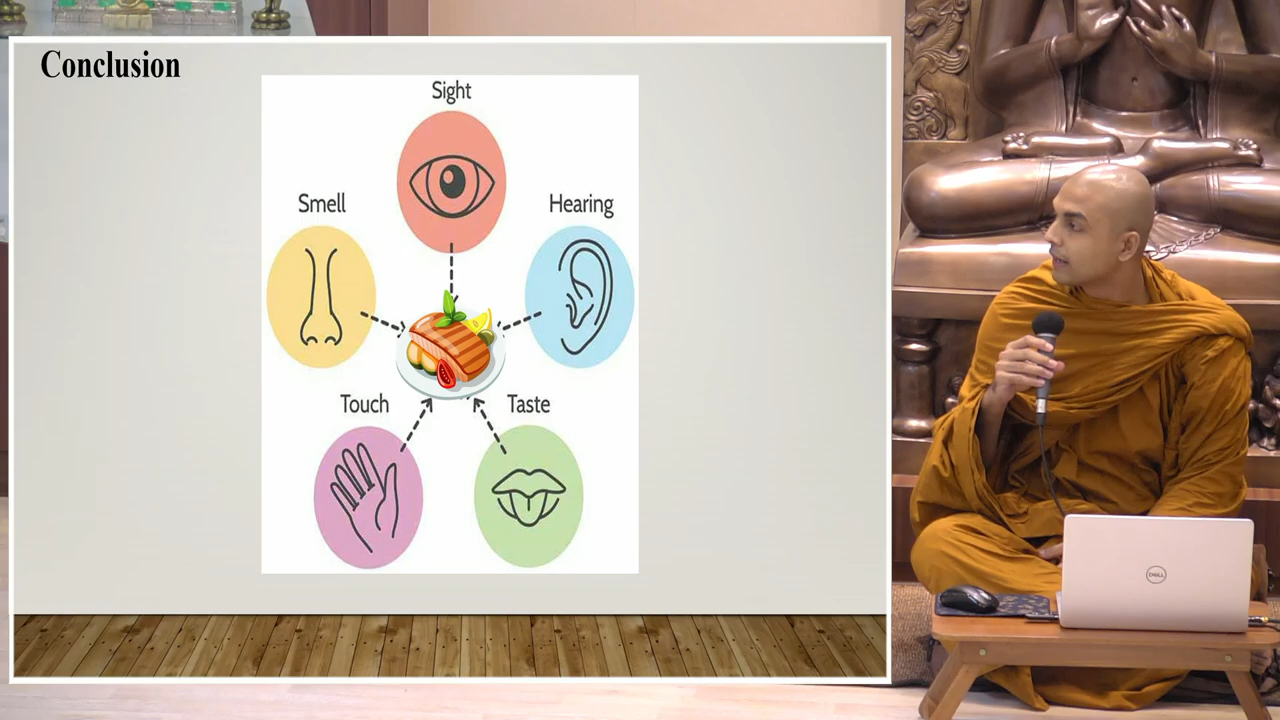 Conclusion
Sight
Smell
Hearing
Touch
Taste
DELL